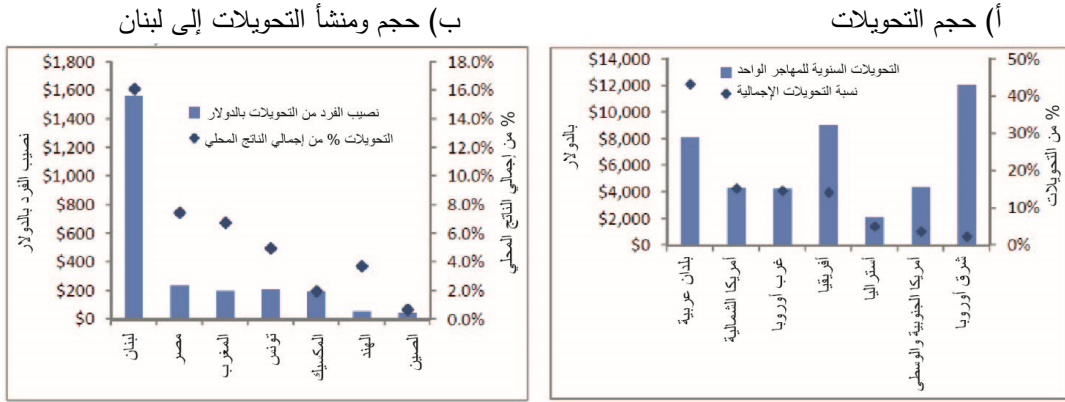 أ) حجم التحويلات
ب) حجم ومنشأ التحويلات إلى لبنان
$14,000
$12,000
$10,000
$8,000
$6,000
$4,000
$2,000
$0
بالدولار
التحويلات السنوية للمهاجر الواحد
نسبة التحويلات الإجمالية
50%
40%
30%
20%
10%
0%
% من التحويلات
بلدان عربية
أمريكا الشمالية
غرب أوروبا
أفريقيا
أستراليا
أمريكا الجنوبية والوسطى
شرق أوروبا
$1,800
$1,600
$1,400
$1,200
$1,000
$800
$600
$400
$200
$0
نصيب الفرد بالدولار
نصيب الفرد من التحويلات بالدولار
التحويلات % من إجمالي الناتج المحلي
18.0%
16.0%
14.0%
12.0%
10.0%
8.0%
6.0%
4.0%
2.0%
0.0%
% من إجمالي الناتج المحلي
لبنان
مصر
المغرب
تونس
المكسيك
الهند
الصين